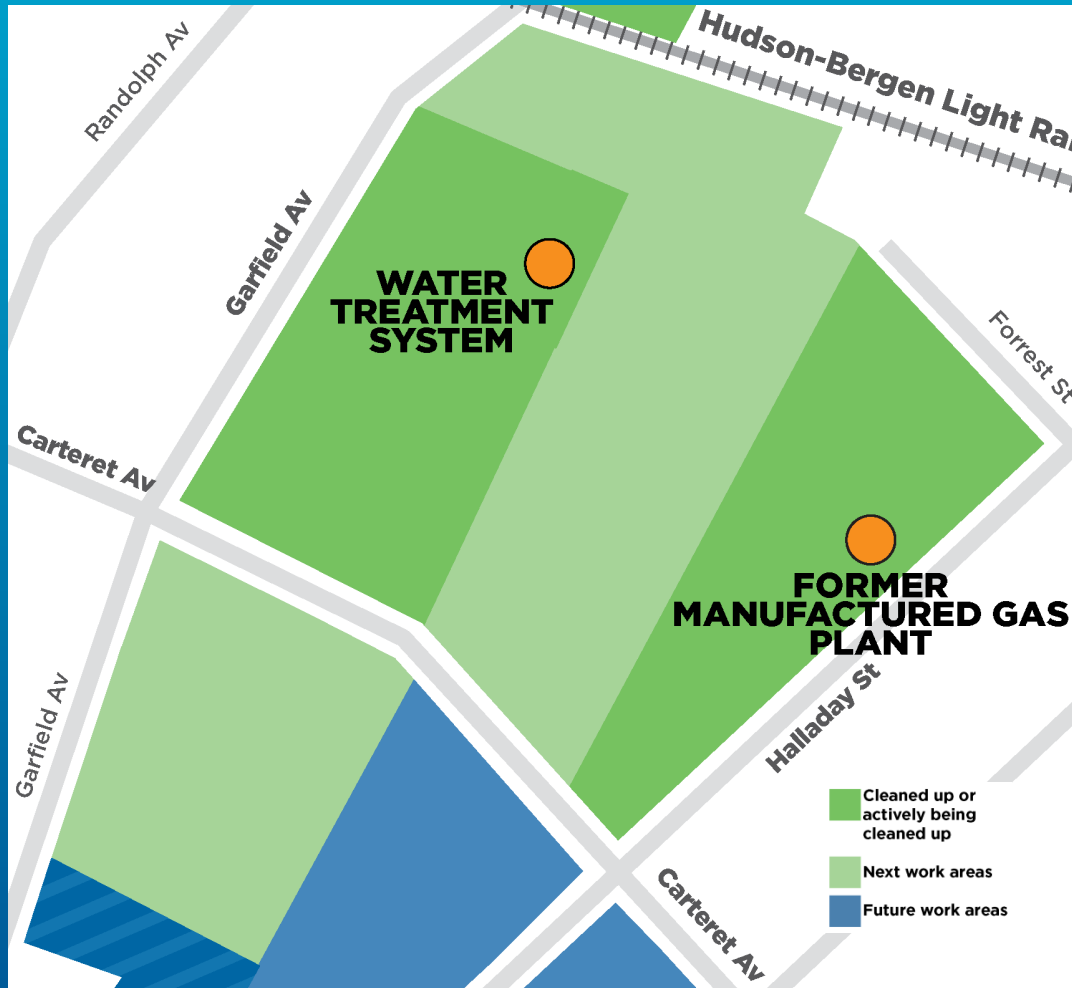 Randolph Av
Hudson-Bergen Light Ra
Garfield Av
WATER
TREATMENT
SYSTEM
Forrest St
Carteret Av
FORMER
MANUFACTURED GAS
PLANT
Halladay St
Garfield Av
Carteret Av
Cleaned up or
actively being
cleaned up
Next work areas
Future work areas